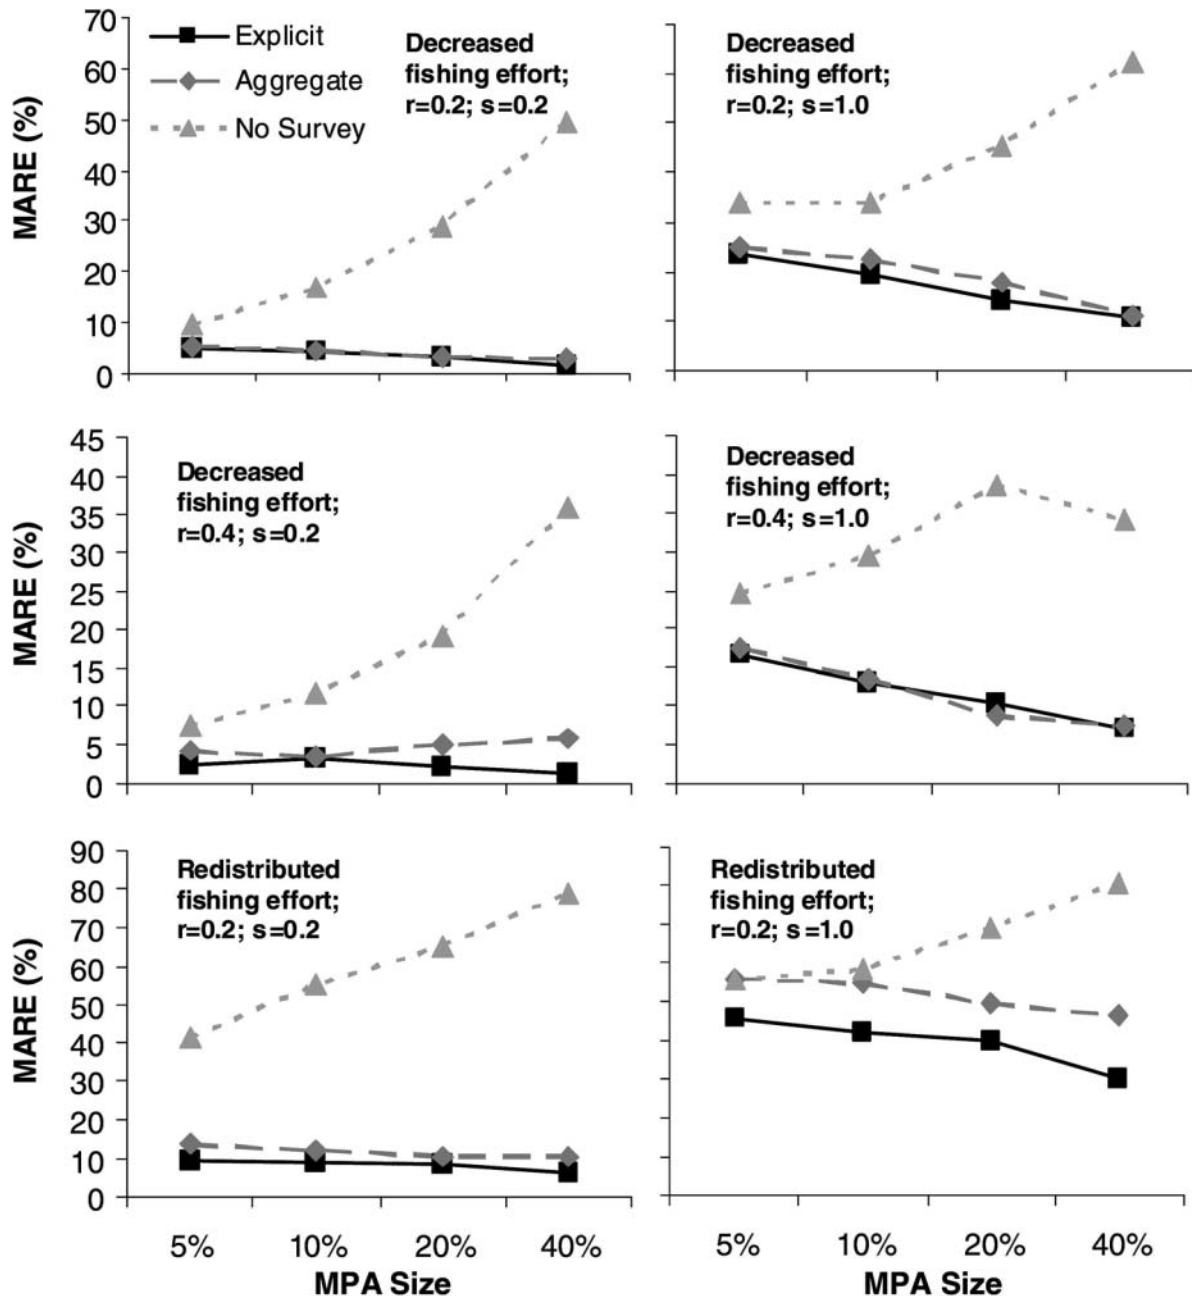 70
60
50
40
30
20
10
0
MARE (%)
Explicit
Aggregate
No Survey
Decreased
fishing effort;
r=0.2; s=0.2
Decreased
fishing effort;
r=0.2; s=1.0
45
40
35
30
25
20
15
10
5
0
MARE (%)
Decreased
fishing effort;
r=0.4; s=0.2
Decreased
fishing effort;
r=0.4; s=1.0
90
80
70
60
50
40
30
20
10
0
MARE (%)
Redistributed
fishing effort;
r=0.2; s=0.2
Redistributed
fishing effort;
r=0.2; s=1.0
5% 10% 20% 40%
MPA Size
5% 10% 20% 40%
MPA Size